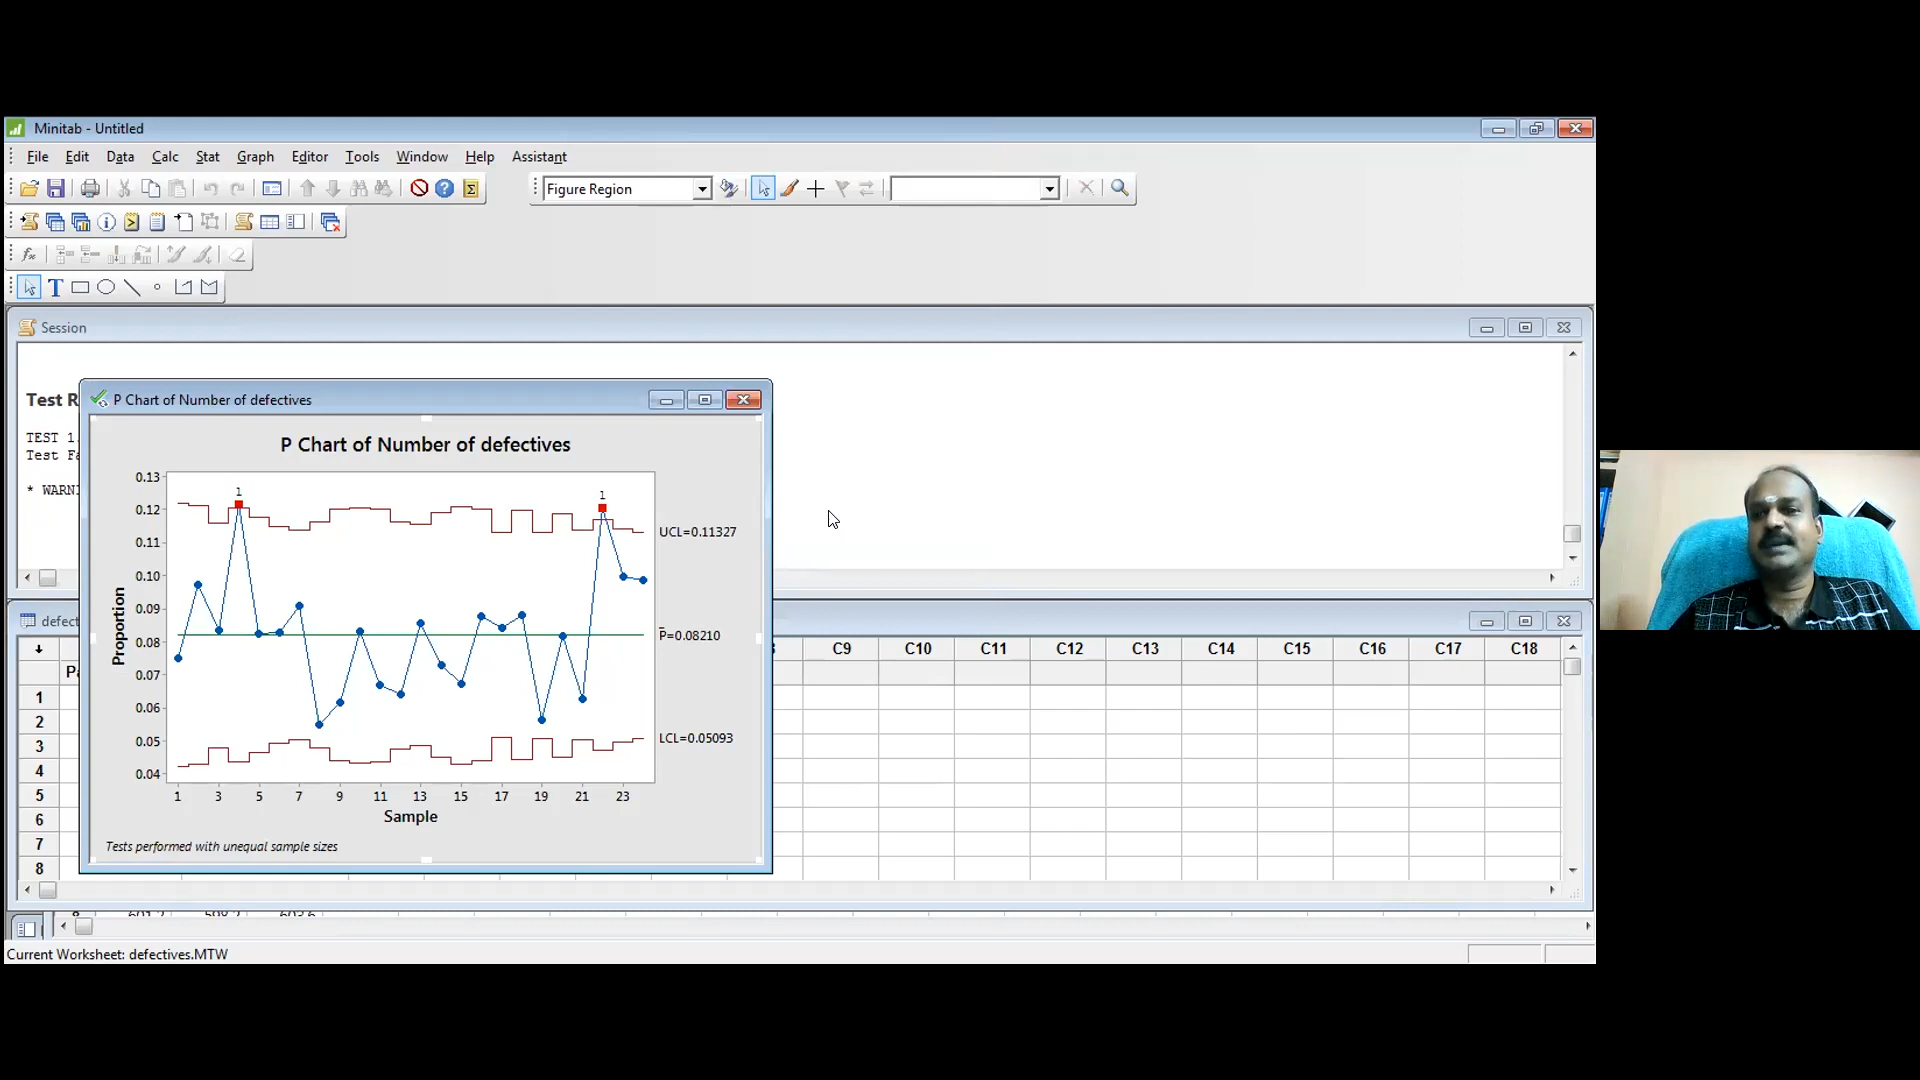 Minitab - Untitled
File Edit Data Calc Stat Graph Editor Tools Window Help Assistant
Figure Region
Session
Test R
TEST 1.
Test Fa
* WARNI
P Chart of Number of defectives
P Chart of Number of defectives
0.13
0.12
0.11
0.10
0.09
0.08
0.07
0.06
0.05
0.04
Proportion
1
1
UCL=0.11327
P̄=0.08210
LCL=0.05093
1 3 5 7 9 11 13 15 17 19 21 23
Sample
Tests performed with unequal sample sizes
defect
C9 C10 C11 C12 C13 C14 C15 C16 C17 C18
1
2
3
4
5
6
7
8
Current Worksheet: defectives.MTW